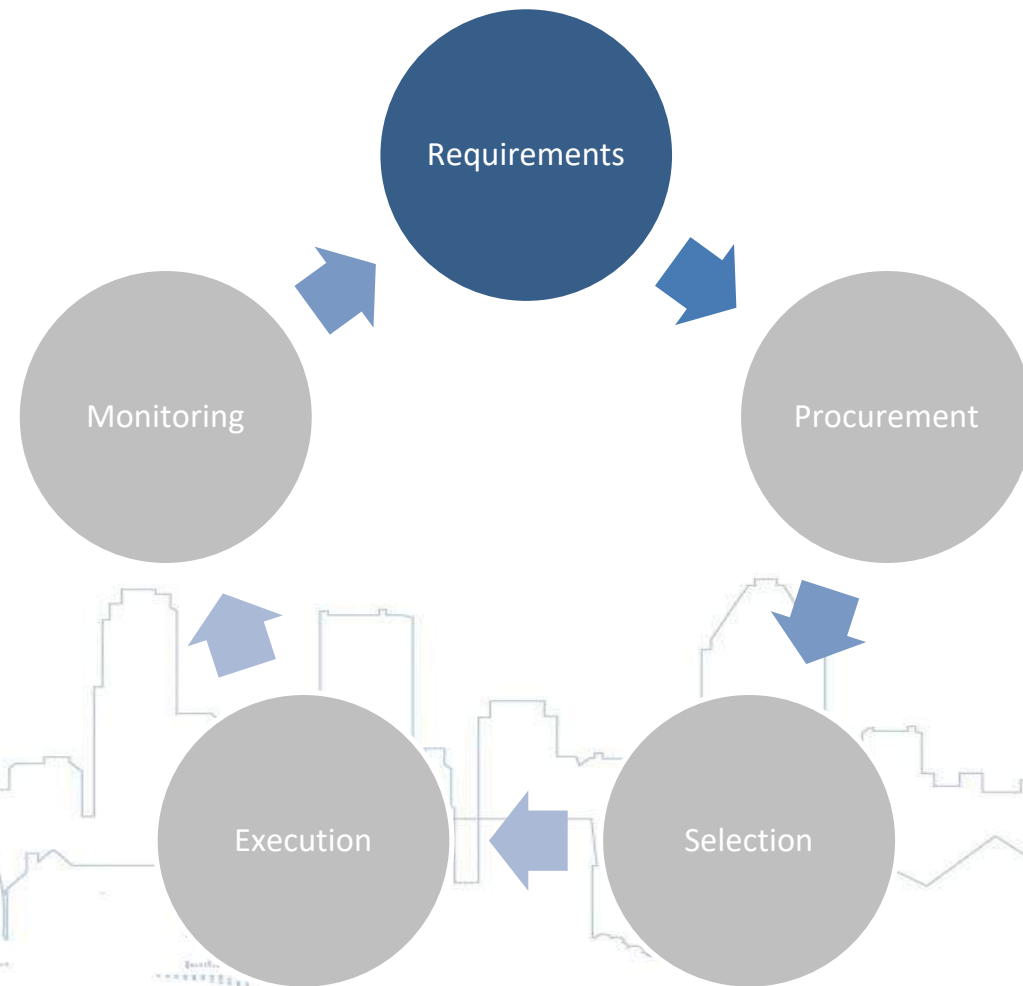 Requirements
Procurement
Selection
Execution
Monitoring